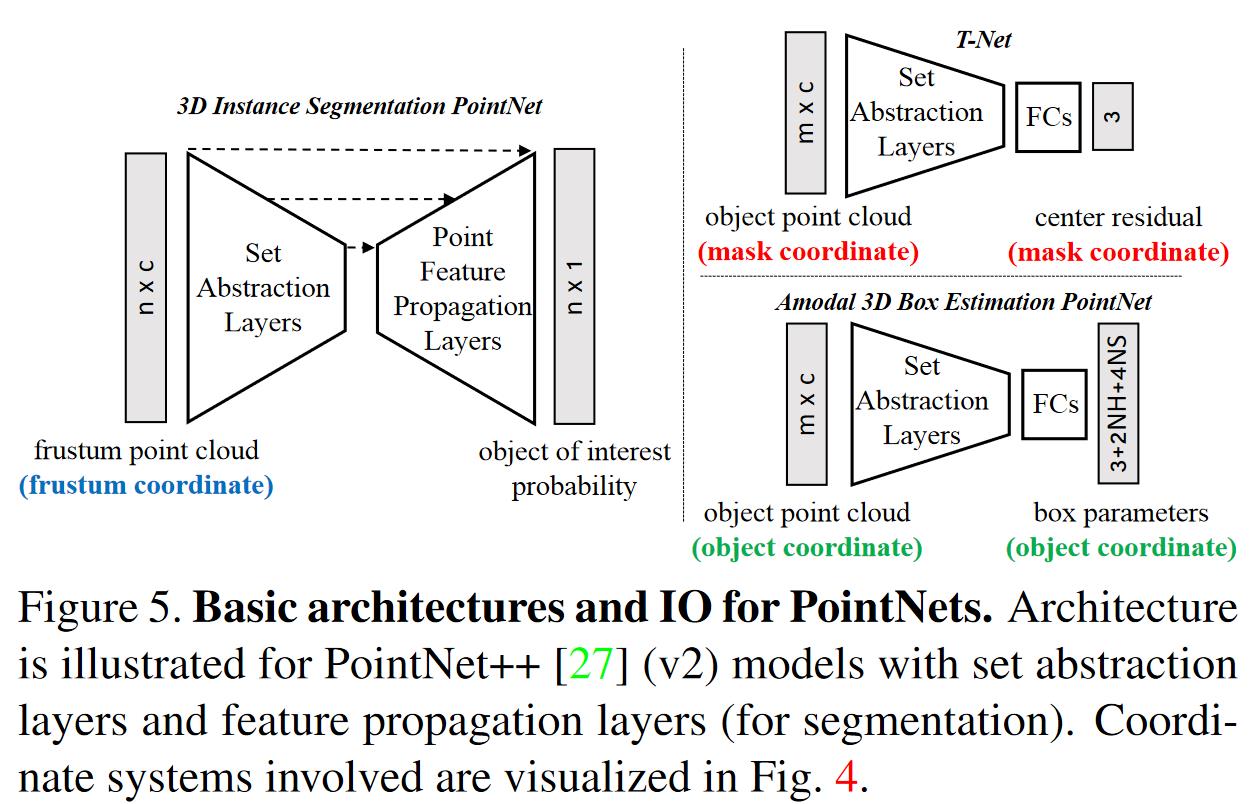 3D Instance Segmentation PointNet
n x c
Set
Abstraction
Layers
Point
Feature
Propagation
Layers
n x 1
frustum point cloud
(frustum coordinate)
object of interest
probability
T-Net
m x c
Set
Abstraction
Layers
FCs
3
object point cloud
(mask coordinate)
center residual
(mask coordinate)
Amodal 3D Box Estimation PointNet
m x c
Set
Abstraction
Layers
FCs
3+2NH+4NS
object point cloud
(object coordinate)
box parameters
(object coordinate)
Figure 5. Basic architectures and IO for PointNets. Architecture
is illustrated for PointNet++ [27] (v2) models with set abstraction
layers and feature propagation layers (for segmentation). Coordi-
nate systems involved are visualized in Fig. 4.